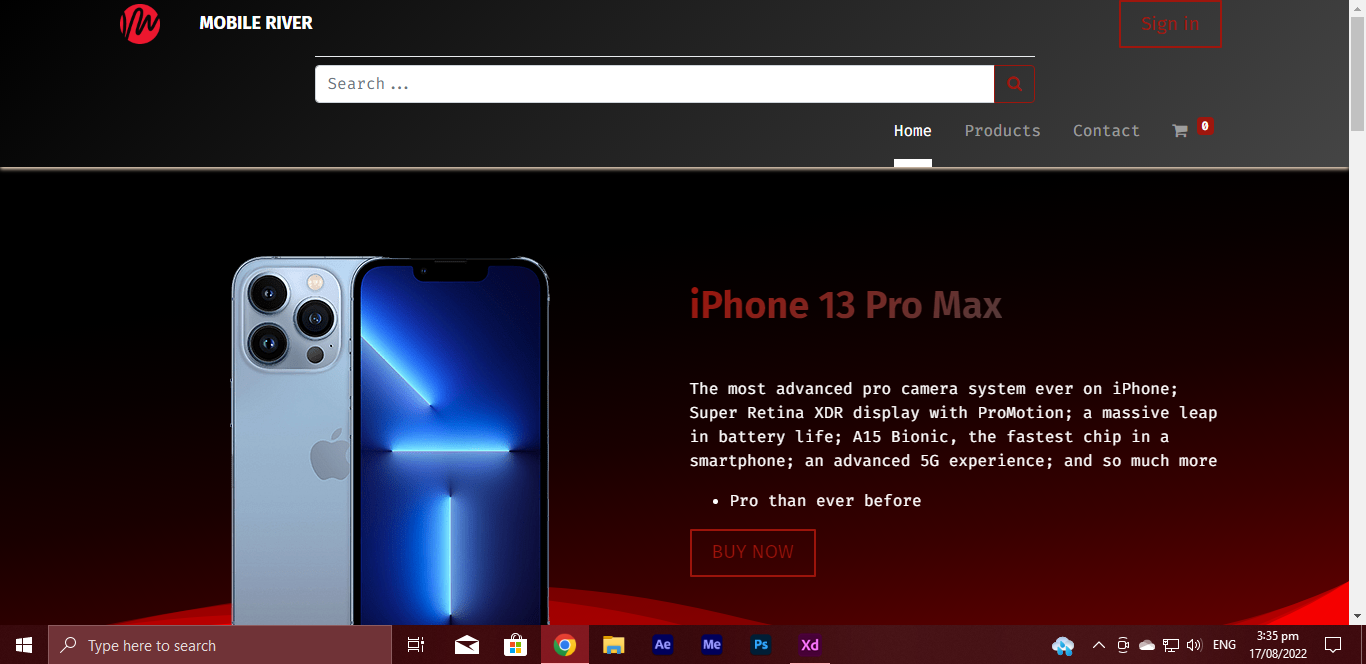 MOBILE RIVER
Sign in
Search ...
Home Products Contact 0
iPhone 13 Pro Max
The most advanced pro camera system ever on iPhone;
Super Retina XDR display with ProMotion; a massive leap
in battery life; A15 Bionic, the fastest chip in a
smartphone; an advanced 5G experience; and so much more
• Pro than ever before
BUY NOW
Type here to search
Ae Me Ps Xd
ENG
3:35 pm
17/08/2022